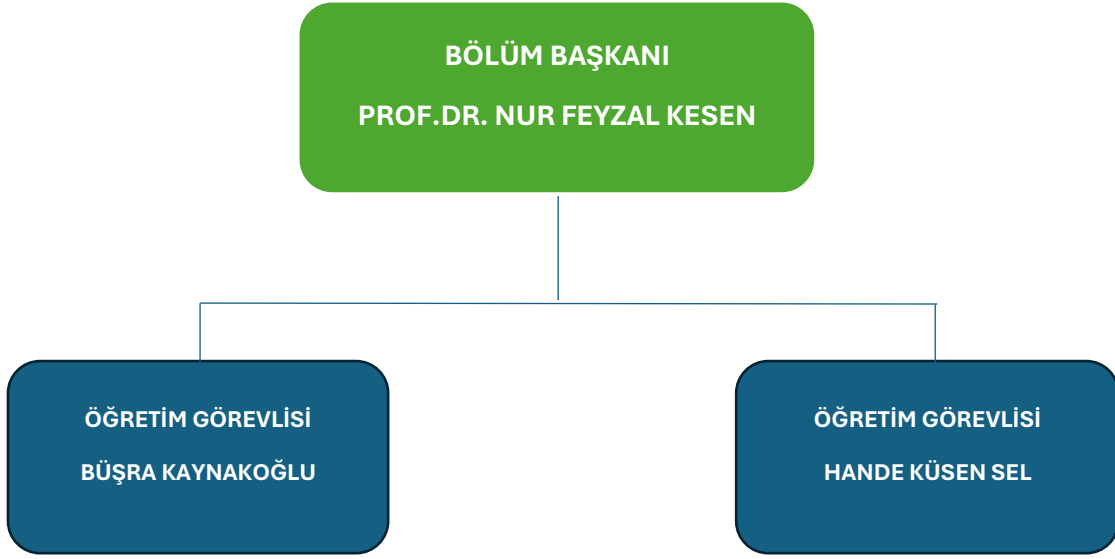 BÖLÜM BAŞKANI
PROF.DR. NUR FEYZAL KESEN
ÖĞRETİM GÖREVLİSİ
BÜŞRA KAYNAKOĞLU
ÖĞRETİM GÖREVLİSİ
HANDE KÜSEN SEL